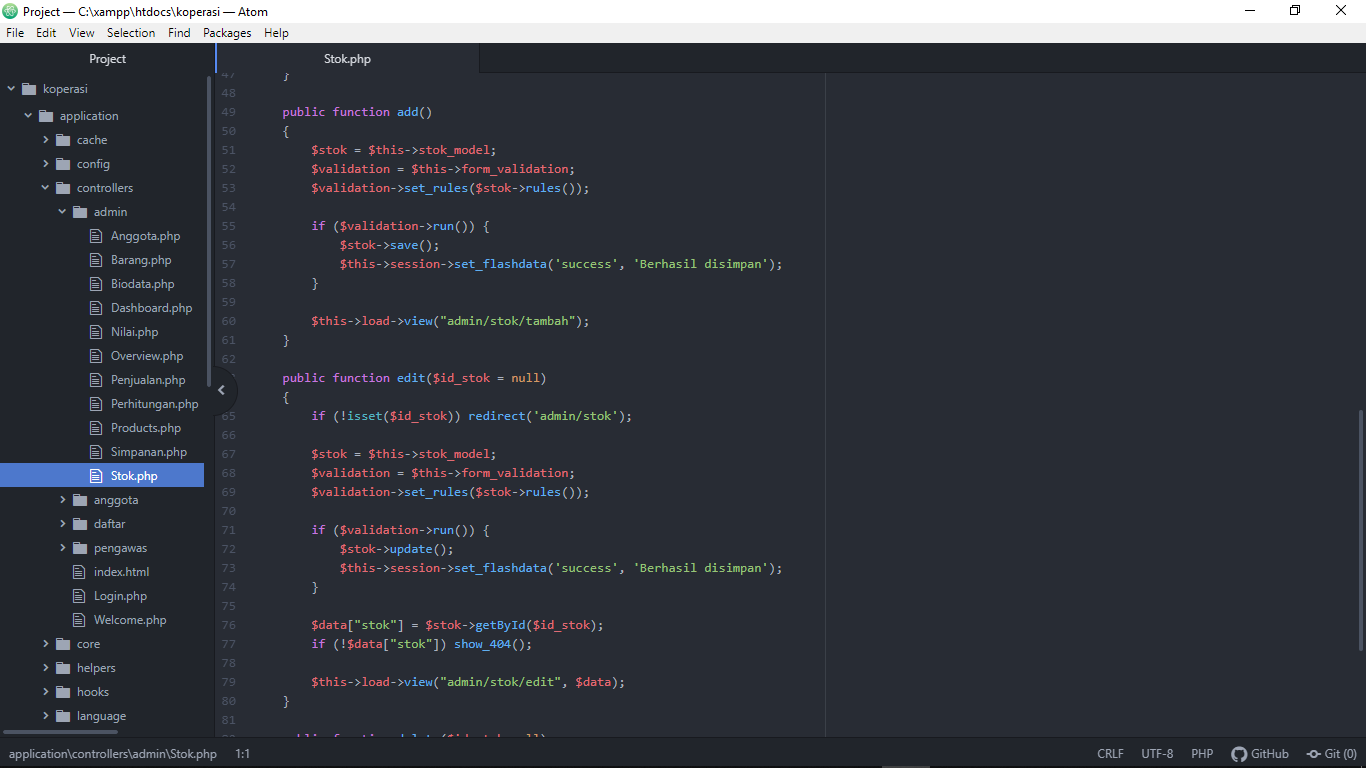 Project — C:\xampp\htdocs\koperasi — Atom
File Edit View Selection Find Packages Help
Project
Stok.php
koperasi
application
cache
config
controllers
admin
Anggota.php
Barang.php
Biodata.php
Dashboard.php
Nilai.php
Overview.php
Penjualan.php
Perhitungan.php
Products.php
Simpanan.php
Stok.php
anggota
daftar
pengawas
index.html
Login.php
Welcome.php
core
helpers
hooks
language
47 }
48
49 public function add()
50 {
51 $stok = $this->stok_model;
52 $validation = $this->form_validation;
53 $validation->set_rules($stok->rules());
54
55 if ($validation->run()) {
56 $stok->save();
57 $this->session->set_flashdata('success', 'Berhasil disimpan');
58 }
59
60 $this->load->view("admin/stok/tambah");
61 }
62
public function edit($id_stok = null)
{
65 if (!isset($id_stok)) redirect('admin/stok');
66
67 $stok = $this->stok_model;
68 $validation = $this->form_validation;
69 $validation->set_rules($stok->rules());
70
71 if ($validation->run()) {
72 $stok->update();
73 $this->session->set_flashdata('success', 'Berhasil disimpan');
74 }
75
76 $data["stok"] = $stok->getById($id_stok);
77 if (!$data["stok"]) show_404();
78
79 $this->load->view("admin/stok/edit", $data);
80 }
81
application\controllers\admin\Stok.php 1:1 CRLF UTF-8 PHP GitHub Git (0)